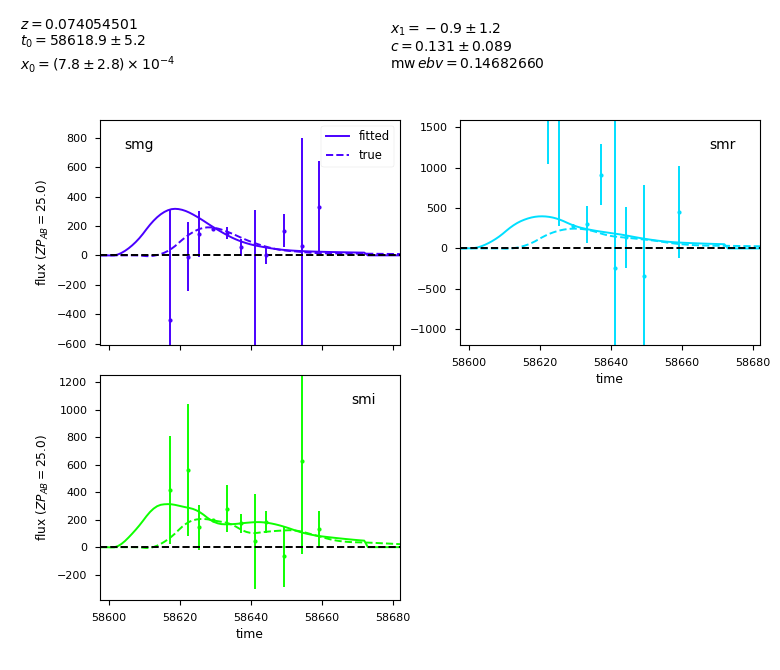 z = 0.074054501
t₀ = 58618.9 ± 5.2
x₀ = (7.8 ± 2.8) × 10⁻⁴
x₁ = −0.9 ± 1.2
c = 0.131 ± 0.089
mw ebv = 0.14682660
smg
fitted
true
800
600
400
200
0
−200
−400
−600
flux (ZP_AB = 25.0)
smr
1500
1000
500
0
−500
−1000
58600 58620 58640 58660 58680
time
smi
1200
1000
800
600
400
200
0
−200
flux (ZP_AB = 25.0)
58600 58620 58640 58660 58680
time